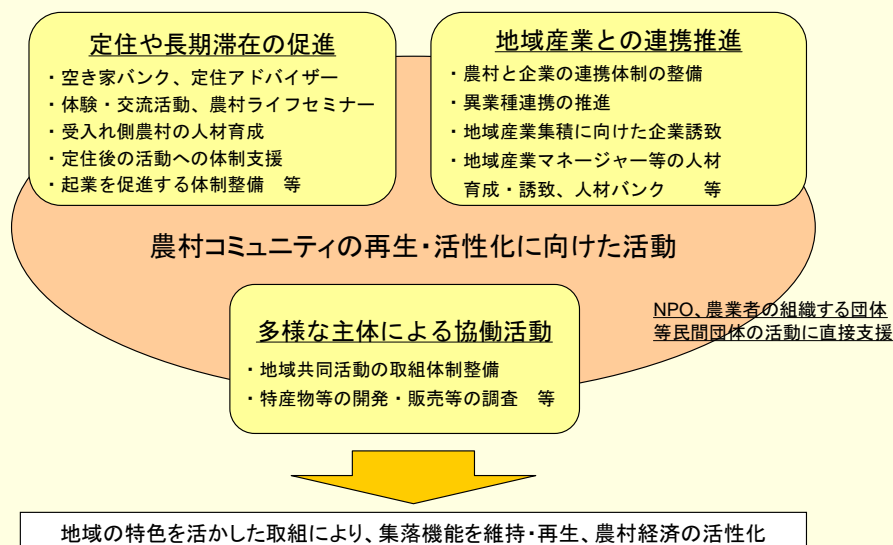 定住や長期滞在の促進
・空き家バンク、定住アドバイザー
・体験・交流活動、農村ライフセミナー
・受入れ側農村の人材育成
・定住後の活動への体制支援
・起業を促進する体制整備　等
地域産業との連携推進
・農村と企業の連携体制の整備
・異業種連携の推進
・地域産業集積に向けた企業誘致
・地域産業マネージャー等の人材
育成・誘致、人材バンク　　等
農村コミュニティの再生・活性化に向けた活動
NPO、農業者の組織する団体
等民間団体の活動に直接支援
多様な主体による協働活動
・地域共同活動の取組体制整備
・特産物等の開発・販売等の調査　等
地域の特色を活かした取組により、集落機能を維持・再生、農村経済の活性化